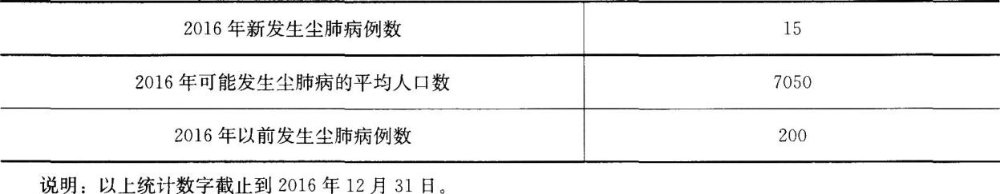 2016 年新发生尘肺病例数 15
2016 年可能发生尘肺病的平均人口数 7050
2016 年以前发生尘肺病例数 200
说明：以上统计数字截止到 2016 年 12 月 31 日。